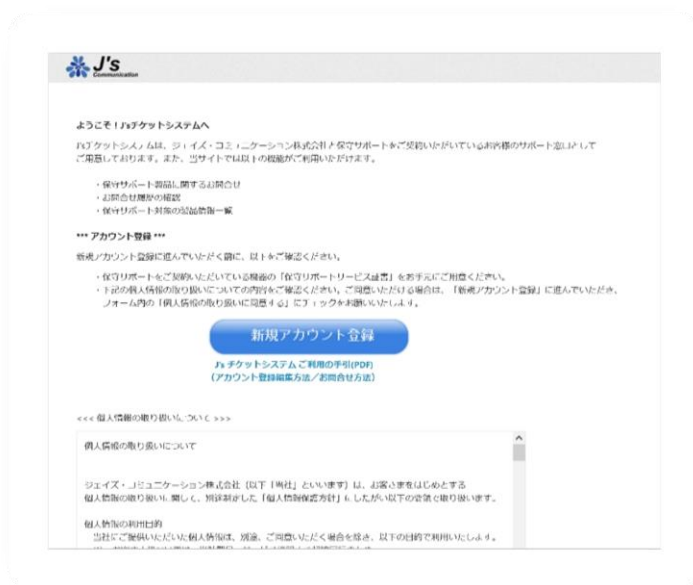 J's
Communication
ようこそ！J'sチケットシステムへ
J'sチケットシステムは、ジェイズ・コミュニケーション株式会社と保守サポートをご契約いただいているお客様のサポート窓口として
ご用意しております。また、当サイトでは以下の機能がご利用いただけます。
・保守サポート製品に関するお問合せ
・お問合せ履歴の確認
・保守サポート対象の製品情報一覧
*** アカウント登録 ***
新規アカウント登録に進んでいただく前に、以下をご確認ください。
・保守サポートをご契約いただいている機器の「保守サポートサービス証書」をお手元にご用意ください。
・下記の個人情報の取り扱いについての内容をご確認ください。ご同意いただける場合は、「新規アカウント登録」に進んでいただき、
フォーム内の「個人情報の取り扱いに同意する」にチェックをお願いいたします。
新規アカウント登録
J's チケットシステムご利用の手引(PDF)
（アカウント登録編集方法／お問合せ方法）
<<< 個人情報の取り扱いについて >>>
個人情報の取り扱いについて
ジェイズ・コミュニケーション株式会社（以下「当社」といいます）は、お客さまをはじめとする
個人情報の取り扱いに関して、別途制定した「個人情報保護方針」にしたがい以下の要領で取り扱います。
個人情報の利用目的
当社にご提供いただいた個人情報は、別途、ご同意いただく場合を除き、以下の目的で利用いたします。